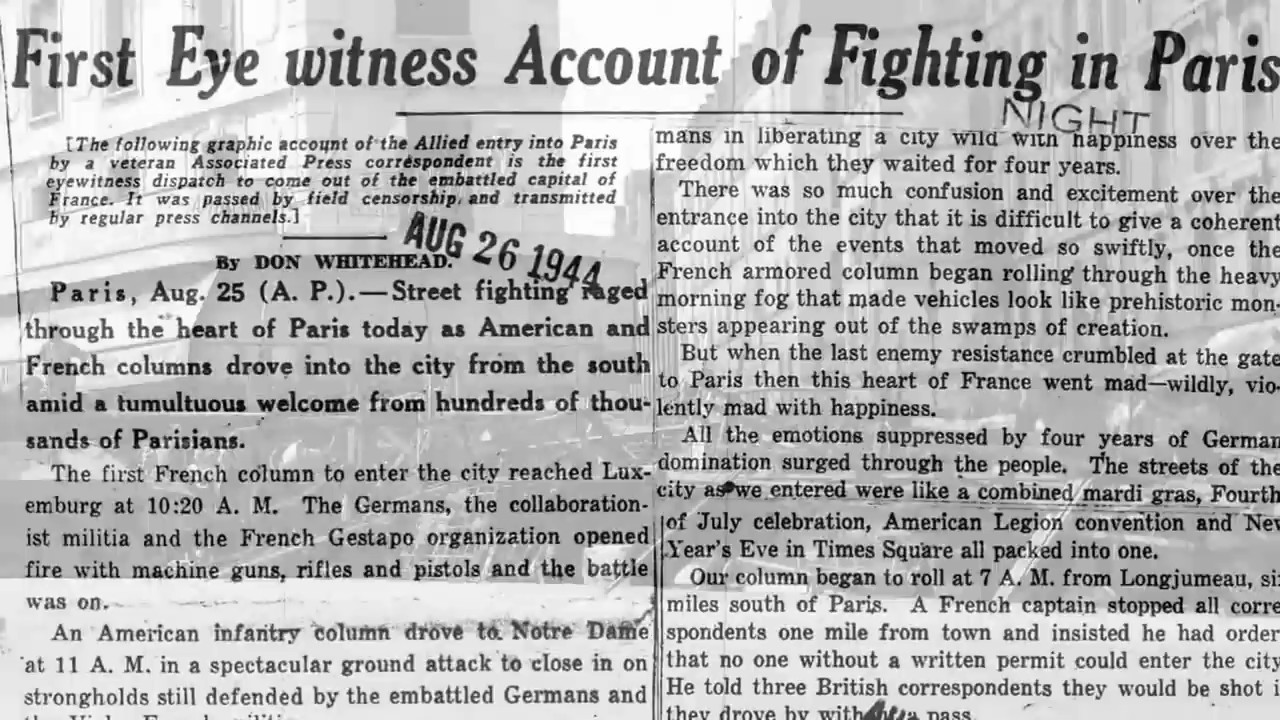 First Eye witness Account of Fighting in Paris
NIGHT
[The following graphic account of the Allied entry into Paris
by a veteran Associated Press correspondent is the first
eyewitness dispatch to come out of the embattled capital of
France. It was passed by field censorship and transmitted
by regular press channels.]
AUG 26 1944
By DON WHITEHEAD.
Paris, Aug. 25 (A. P.).—Street fighting raged
through the heart of Paris today as American and
French columns drove into the city from the south
amid a tumultuous welcome from hundreds of thou-
sands of Parisians.
The first French column to enter the city reached Lux-
emburg at 10:20 A. M. The Germans, the collaboration-
ist militia and the French Gestapo organization opened
fire with machine guns, rifles and pistols and the battle
was on.
An American infantry column drove to Notre Dame
at 11 A. M. in a spectacular ground attack to close in on
strongholds still defended by the embattled Germans and
mans in liberating a city wild with happiness over the
freedom which they waited for four years.
There was so much confusion and excitement over the
entrance into the city that it is difficult to give a coherent
account of the events that moved so swiftly, once the
French armored column began rolling through the heavy
morning fog that made vehicles look like prehistoric mon-
sters appearing out of the swamps of creation.
But when the last enemy resistance crumbled at the gate
to Paris then this heart of France went mad—wildly, vio-
lently mad with happiness.
All the emotions suppressed by four years of German
domination surged through the people. The streets of the
city as we entered were like a combined mardi gras, Fourth
of July celebration, American Legion convention and New
Year's Eve in Times Square all packed into one.
Our column began to roll at 7 A. M. from Longjumeau, si
miles south of Paris. A French captain stopped all corre
spondents one mile from town and insisted he had order
that no one without a written permit could enter the city
He told three British correspondents they would be shot i
they drove by with pass.